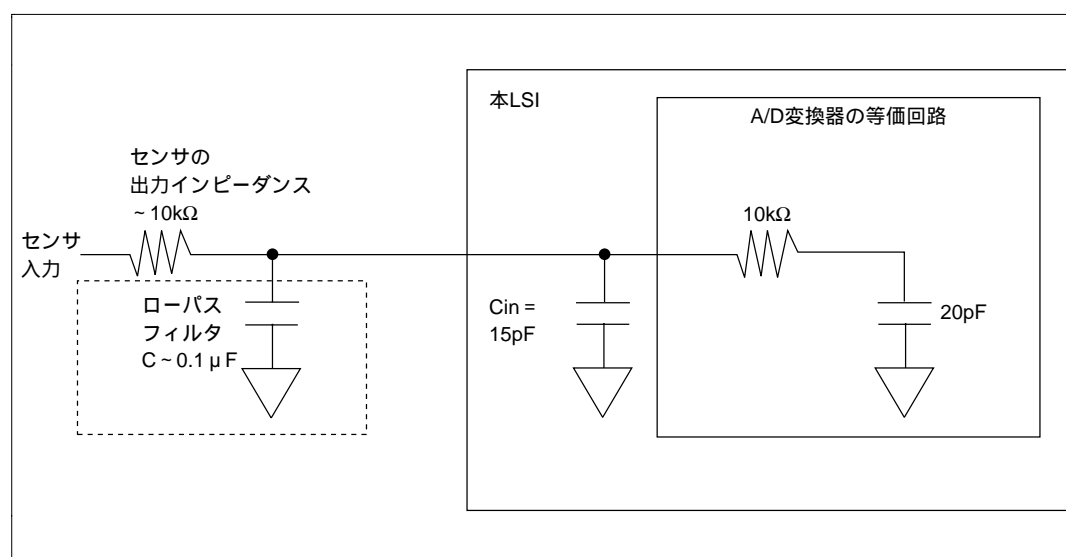 本LSI
A/D変換器の等価回路
センサの
出力インピーダンス
~ 10kΩ
10kΩ
センサ
入力
ローパス
フィルタ
C ~ 0.1 μ F
Cin =
15pF
20pF